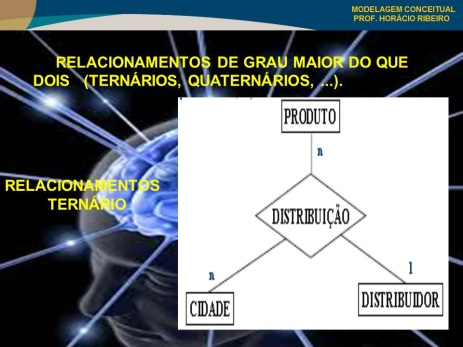 MODELAGEM CONCEITUAL
PROF. HORÁCIO RIBEIRO
RELACIONAMENTOS DE GRAU MAIOR DO QUE
DOIS (TERNÁRIOS, QUATERNÁRIOS, ...).
PRODUTO
n
RELACIONAMENTOS
TERNÁRIO
DISTRIBUIÇÃO
n
1
CIDADE
DISTRIBUIDOR